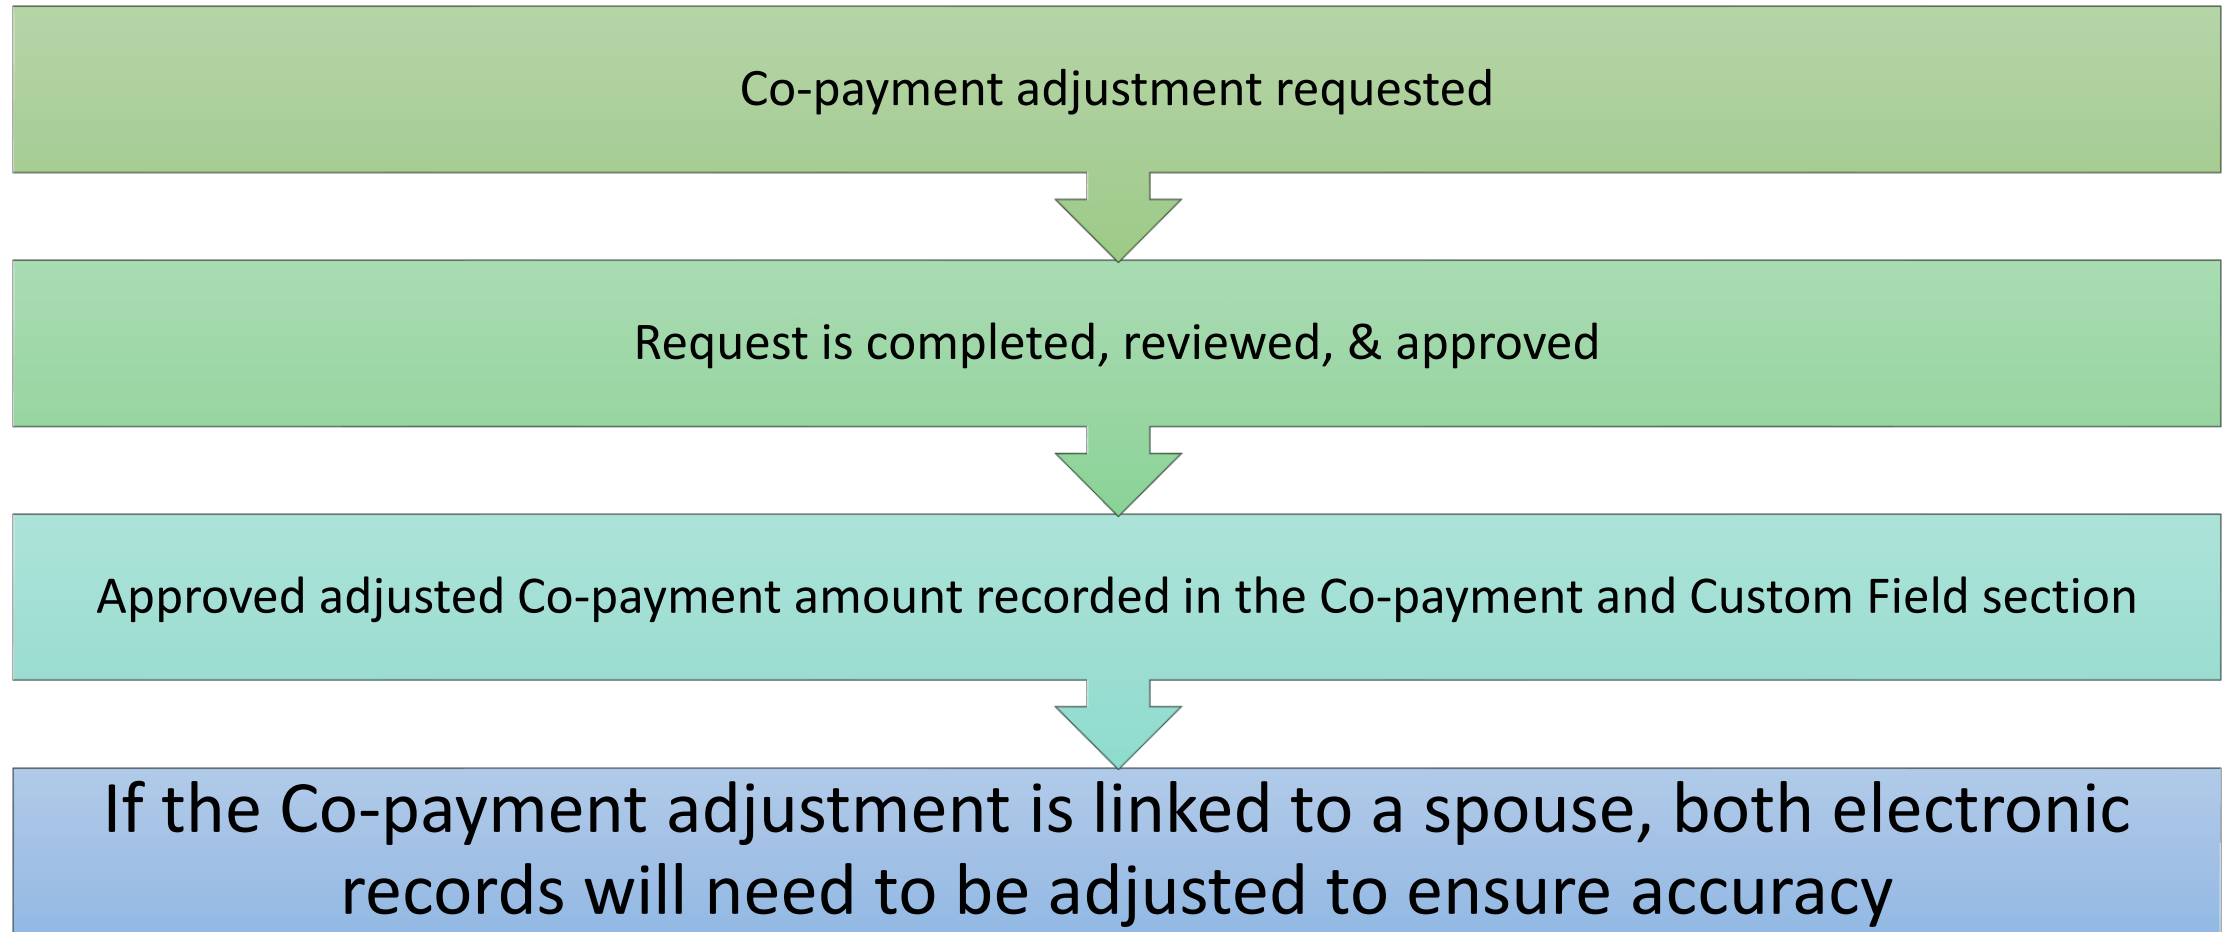 Co-payment adjustment requested
Request is completed, reviewed, & approved
Approved adjusted Co-payment amount recorded in the Co-payment and Custom Field section
If the Co-payment adjustment is linked to a spouse, both electronic
records will need to be adjusted to ensure accuracy